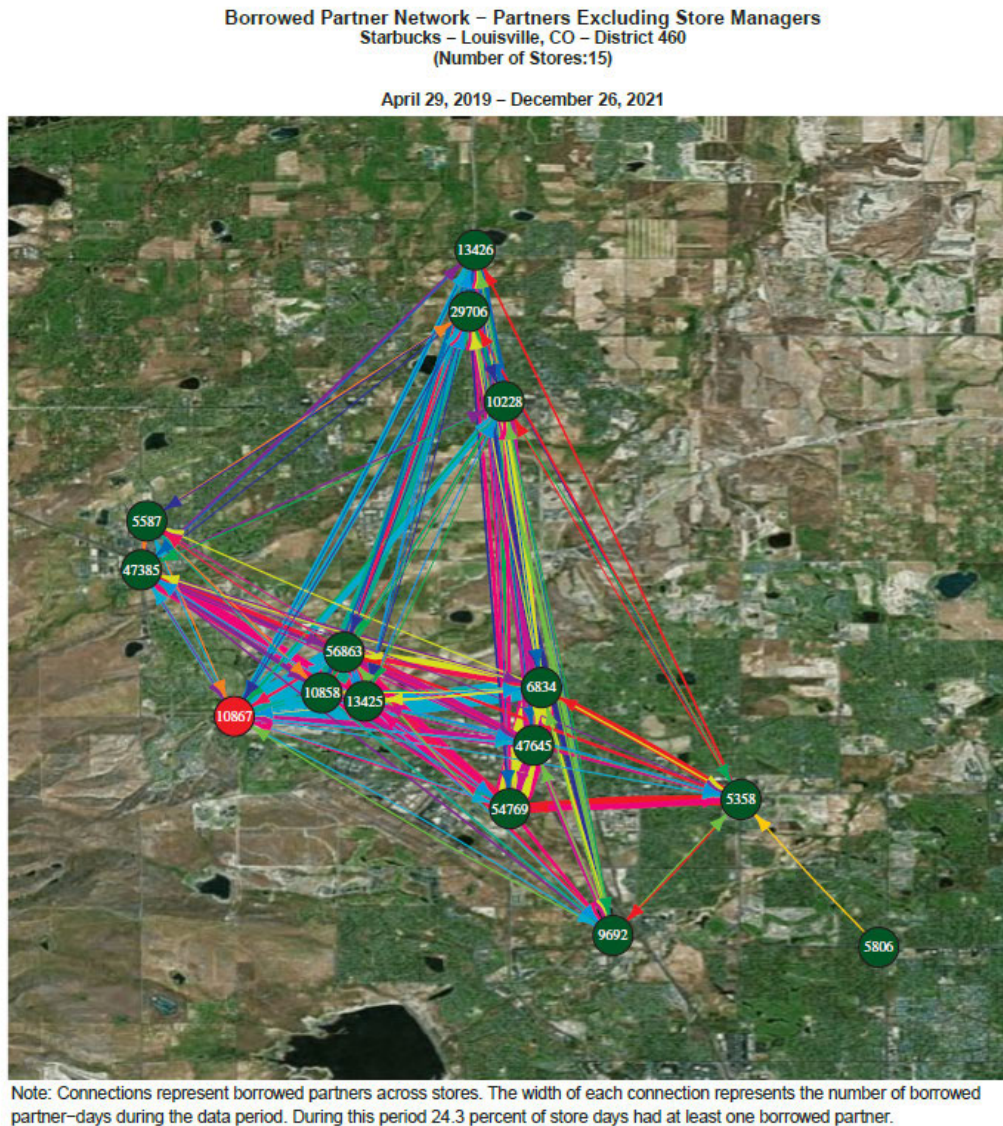 Borrowed Partner Network – Partners Excluding Store Managers
Starbucks – Louisville, CO – District 460
(Number of Stores:15)
April 29, 2019 – December 26, 2021
13426
29706
10228
5587
47385
56863
10858
13425
6834
10867
47645
54769
5358
9692
5806
Note: Connections represent borrowed partners across stores. The width of each connection represents the number of borrowed
partner−days during the data period. During this period 24.3 percent of store days had at least one borrowed partner.